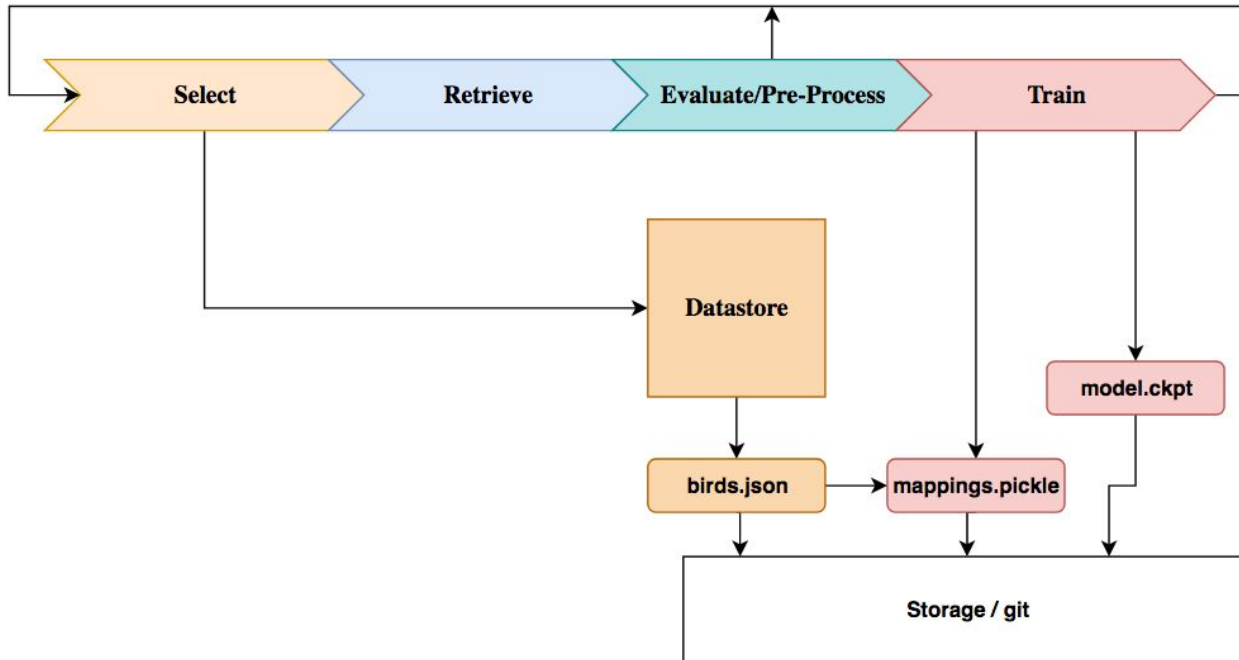 Select
Retrieve
Evaluate/Pre-Process
Train
Datastore
model.ckpt
birds.json
mappings.pickle
Storage / git